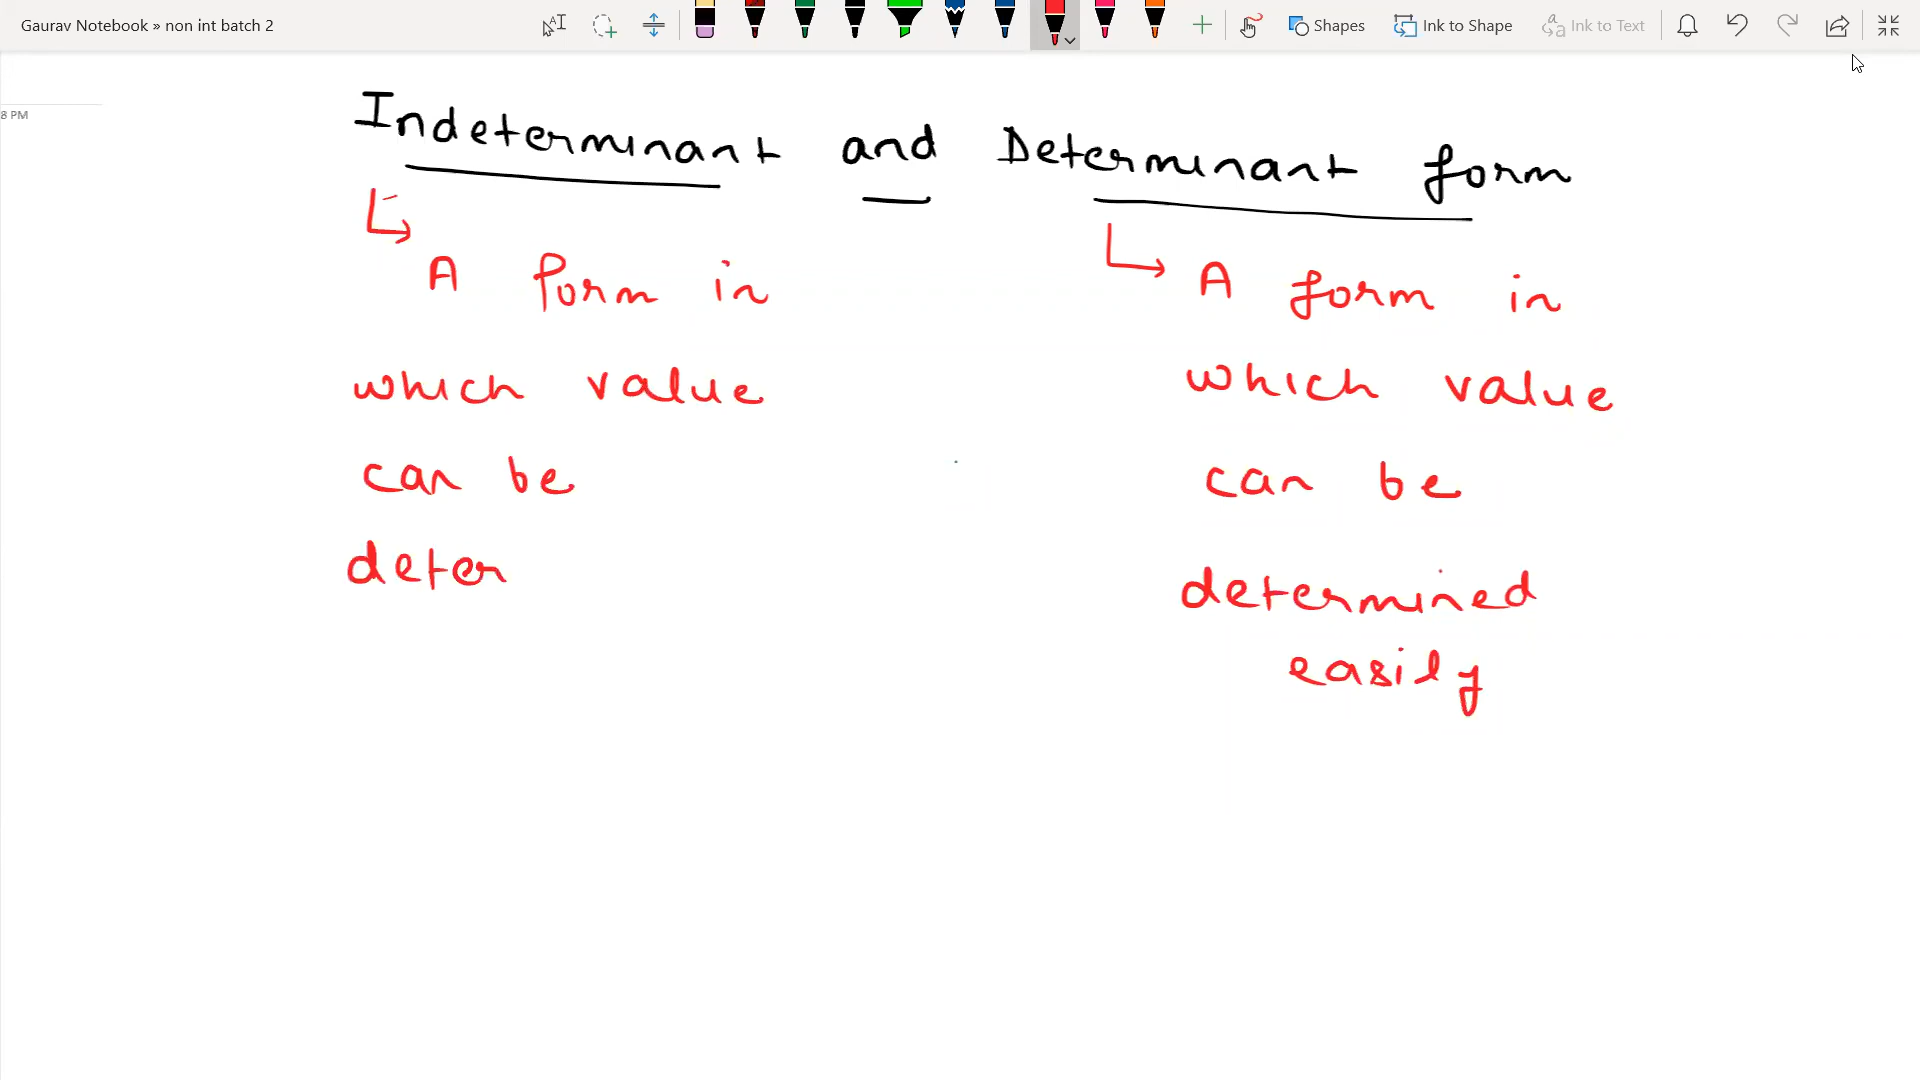 Gaurav Notebook » non int batch 2
Shapes
Ink to Shape
Ink to Text
8 PM
Indeterminant and Determinant form
A form in
which value
can be
deter
A form in
which value
can be
determined
easily